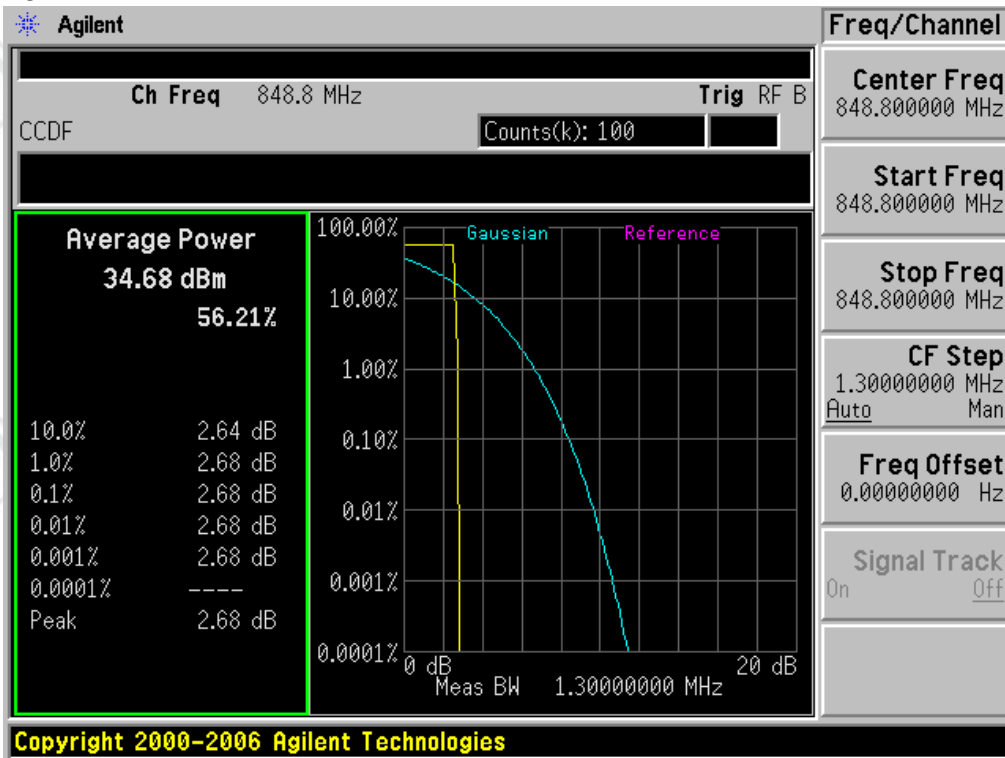 Agilent
Freq/Channel
Ch Freq 848.8 MHz Trig RF B
CCDF Counts(k): 100
Center Freq
848.800000 MHz
Start Freq
848.800000 MHz
Stop Freq
848.800000 MHz
CF Step
1.30000000 MHz
Auto Man
Freq Offset
0.00000000 Hz
Signal Track
On Off
Average Power
34.68 dBm
56.21%
10.0% 2.64 dB
1.0% 2.68 dB
0.1% 2.68 dB
0.01% 2.68 dB
0.001% 2.68 dB
0.0001% ----
Peak 2.68 dB
Gaussian Reference
100.00%
10.00%
1.00%
0.10%
0.01%
0.001%
0.0001%
0 dB 20 dB
Meas BW 1.30000000 MHz
Copyright 2000-2006 Agilent Technologies